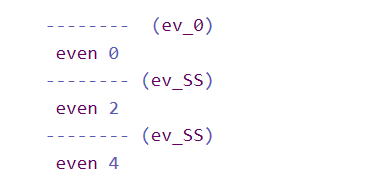 --------  (ev_0)
even 0
-------- (ev_SS)
even 2
-------- (ev_SS)
even 4